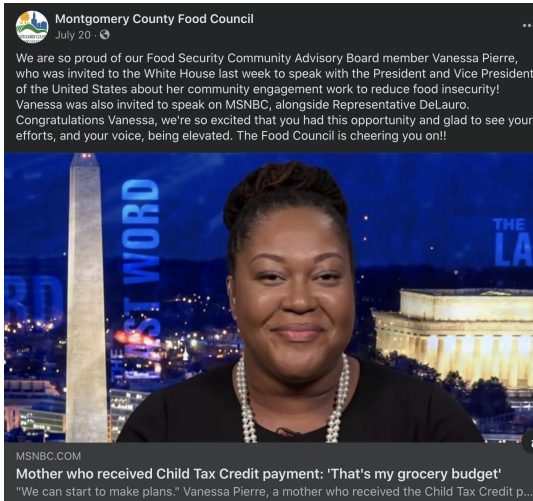 Montgomery County Food Council
July 20 ·
We are so proud of our Food Security Community Advisory Board member Vanessa Pierre,
who was invited to the White House last week to speak with the President and Vice President
of the United States about her community engagement work to reduce food insecurity!
Vanessa was also invited to speak on MSNBC, alongside Representative DeLauro.
Congratulations Vanessa, we're so excited that you had this opportunity and glad to see your
efforts, and your voice, being elevated. The Food Council is cheering you on!!
ST WORD
THE
LA
RD
MSNBC.COM
Mother who received Child Tax Credit payment: 'That's my grocery budget'
"We can start to make plans." Vanessa Pierre, a mother who received the Child Tax Credit p...